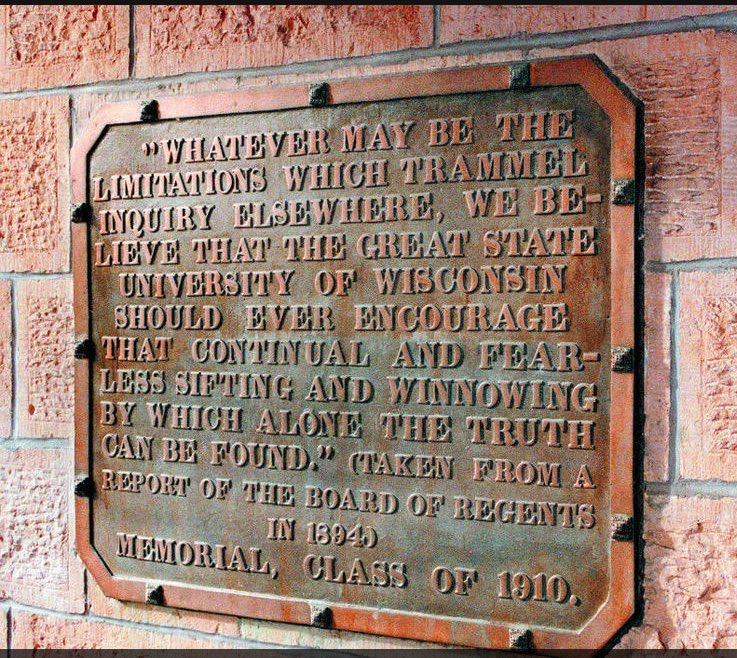 "WHATEVER MAY BE THE
LIMITATIONS WHICH TRAMMEL
INQUIRY ELSEWHERE, WE BE-
LIEVE THAT THE GREAT STATE
UNIVERSITY OF WISCONSIN
SHOULD EVER ENCOURAGE
THAT CONTINUAL AND FEAR-
LESS SIFTING AND WINNOWING
BY WHICH ALONE THE TRUTH
CAN BE FOUND." (TAKEN FROM A
REPORT OF THE BOARD OF REGENTS
IN 1894)
MEMORIAL, CLASS OF 1910.